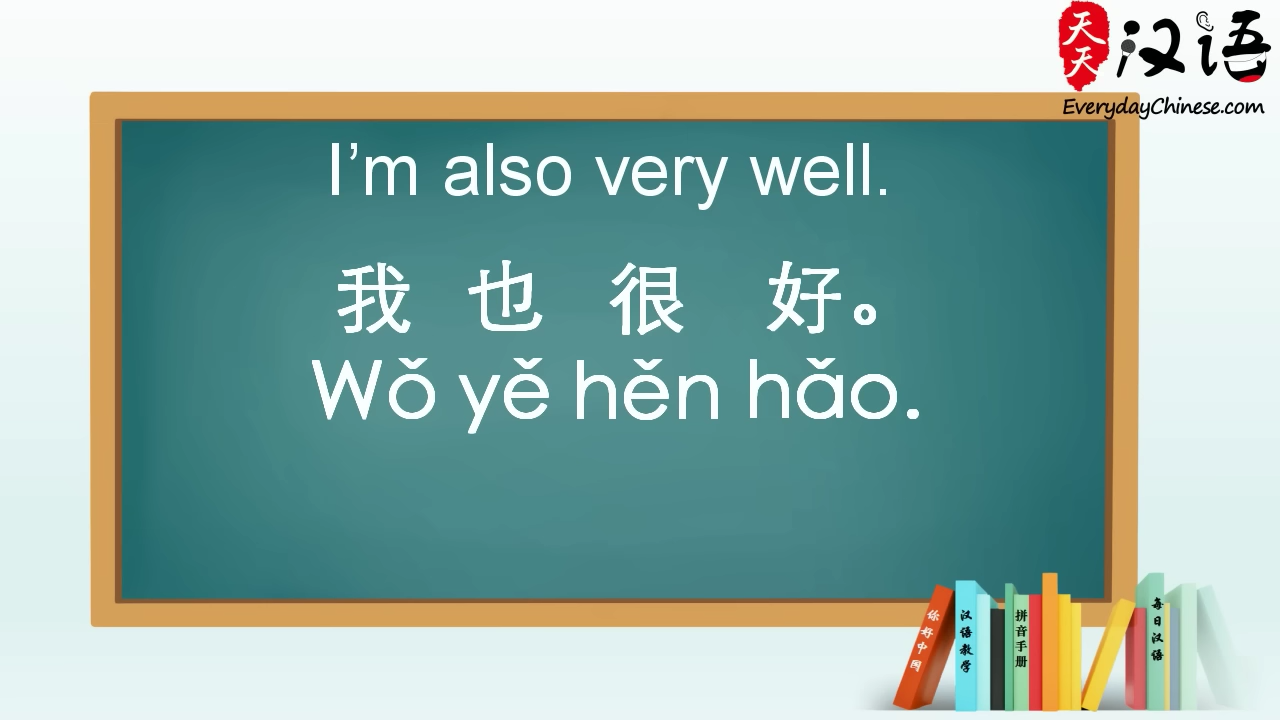 天天汉语
EverydayChinese.com
I’m also very well.
我 也 很 好。
Wǒ yě hěn hǎo.
你好中国
汉语教学
拼音手册
每日汉语